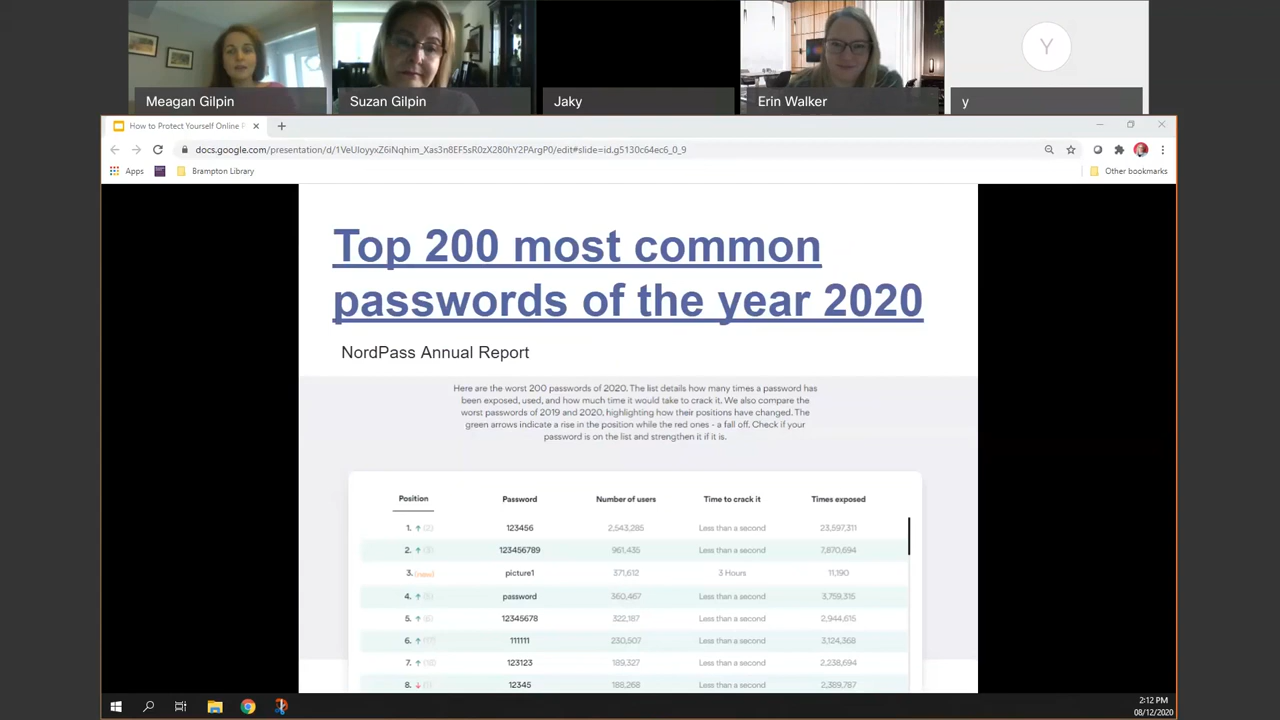 Meagan Gilpin
Suzan Gilpin
Jaky
Erin Walker
Y
y
How to Protect Yourself Online
docs.google.com/presentation/d/1VeUloyyxZ6iNqhim_Xas3n8EF5sR0zX280hY2PArgP0/edit#slide=id.g5130c64ec6_0_9
Apps
Brampton Library
Other bookmarks
Top 200 most common
passwords of the year 2020
NordPass Annual Report
Here are the worst 200 passwords of 2020. The list details how many times a password has
been exposed, used, and how much time it would take to crack it. We also compare the
worst passwords of 2019 and 2020, highlighting how their positions have changed. The
green arrows indicate a rise in the position while the red ones - a fall off. Check if your
password is on the list and strengthen it if it is.
Position Password Number of users Time to crack it Times exposed
1. ↑ (2) 123456 2,543,285 Less than a second 23,597,311
2. ↑ (3) 123456789 961,435 Less than a second 7,870,694
3. (new) picture1 371,612 3 Hours 11,190
4. ↑ (5) password 360,467 Less than a second 3,759,315
5. ↑ (6) 12345678 322,187 Less than a second 2,944,615
6. ↑ (17) 111111 230,507 Less than a second 3,124,368
7. ↑ (18) 123123 189,327 Less than a second 2,238,694
8. ↓ (1) 12345 188,268 Less than a second 2,389,787
2:12 PM
08/12/2020